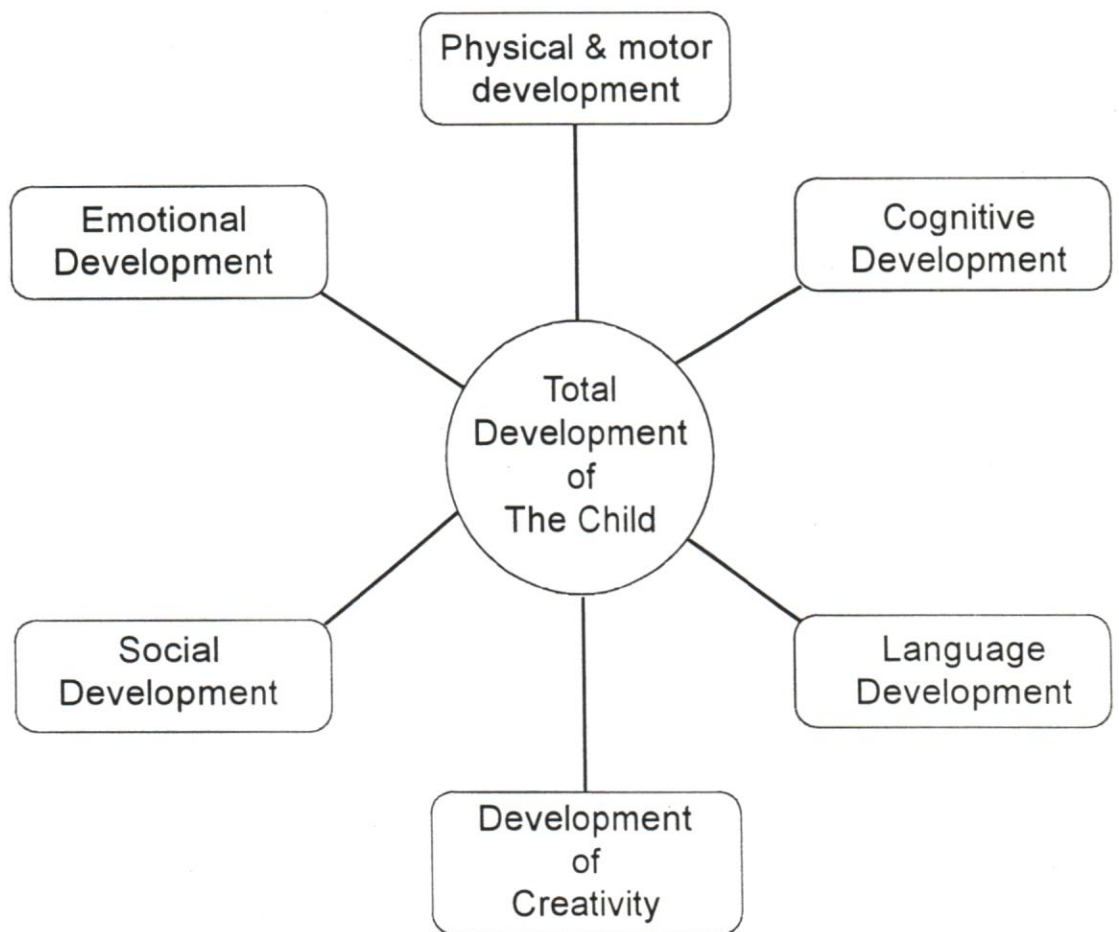 Physical & motor
development
Emotional
Development
Cognitive
Development
Total
Development
of
The Child
Social
Development
Language
Development
Development
of
Creativity